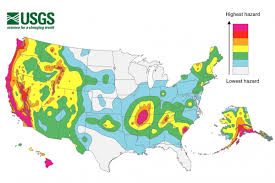 USGS
science for a changing world
Highest hazard
Lowest hazard